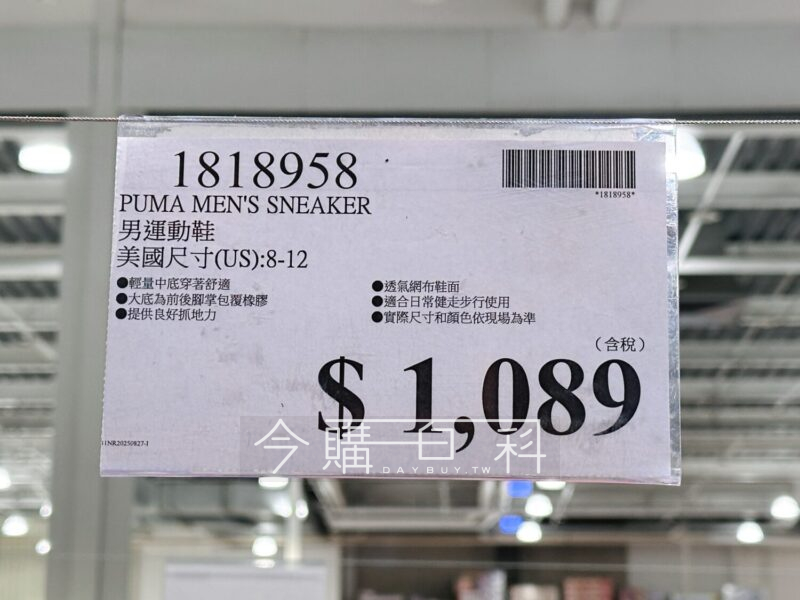 1818958
*1818958*
PUMA MEN'S SNEAKER
男運動鞋
美國尺寸(US):8-12
●輕量中底穿著舒適
●大底為前後腳掌包覆橡膠
●提供良好抓地力
●透氣網布鞋面
●適合日常健走步行使用
●實際尺寸和顏色依現場為準
(含稅)
$ 1,089
今購百科
DAYBUY.TW